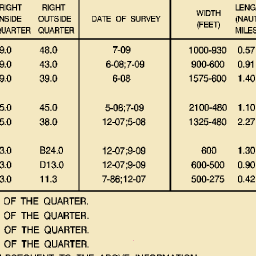 RIGHT RIGHT WIDTH LENG
NSIDE OUTSIDE DATE OF SURVEY (FEET) (NAUT
QUARTER QUARTER MILES
9.0 48.0 7-09 1000-930 0.57
9.0 43.0 6-08;7-09 900-600 0.91
9.0 39.0 6-08 1575-600 1.40
5.0 45.0 5-06;7-09 2100-480 1.10
5.0 38.0 12-07;5-08 1325-480 2.27
3.0 B24.0 12-07;9-09 600 1.30
3.0 D13.0 12-07;9-09 600-500 0.90
3.0 11.3 7-86;12-07 500-275 0.42
OF THE QUARTER.
OF THE QUARTER.
OF THE QUARTER.
OF THE QUARTER.